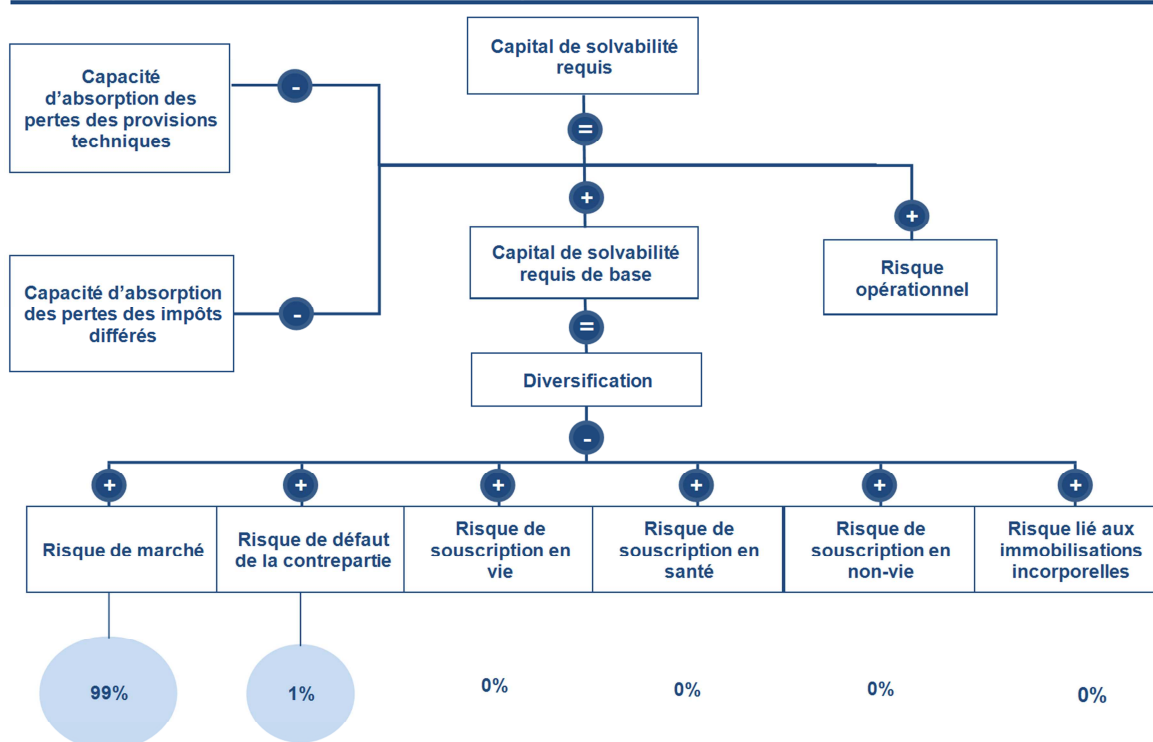 Capital de solvabilité
requis
Capacité
d'absorption des
pertes des provisions
techniques
-
=
+
+
Capital de solvabilité
requis de base
Risque
opérationnel
Capacité d'absorption
des pertes des impôts
différés
-
=
Diversification
-
+
+
+
+
+
+
Risque de marché
Risque de défaut
de la contrepartie
Risque de
souscription en
vie
Risque de
souscription en
santé
Risque de
souscription en
non-vie
Risque lié aux
immobilisations
incorporelles
99%
1%
0%
0%
0%
0%